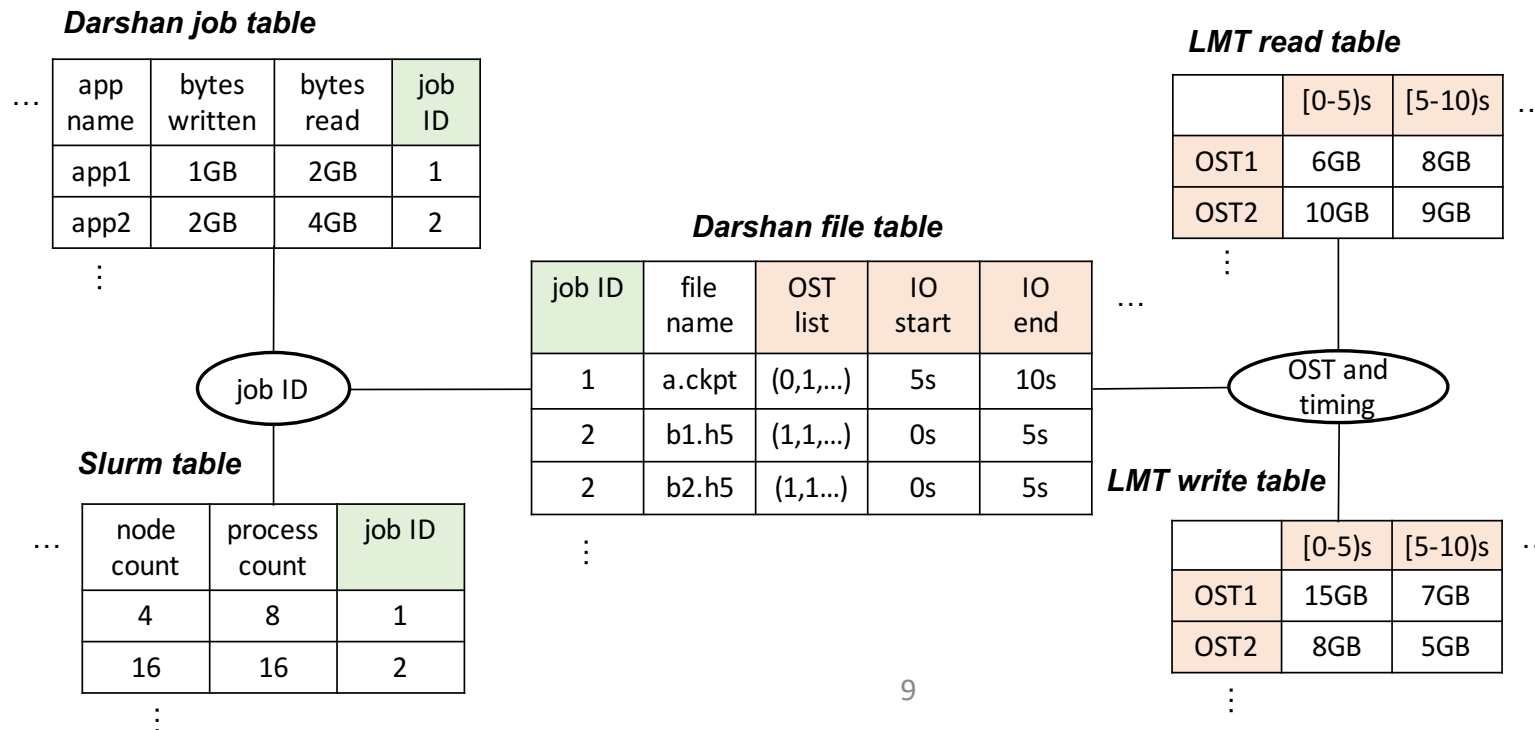 Darshan job table
… app name bytes written bytes read job ID
app1 1GB 2GB 1
app2 2GB 4GB 2
⋮
job ID
Slurm table
… node count process count job ID
4 8 1
16 16 2
⋮
Darshan file table
job ID file name OST list IO start IO end …
1 a.ckpt (0,1,…) 5s 10s
2 b1.h5 (1,1,…) 0s 5s
2 b2.h5 (1,1…) 0s 5s
⋮
LMT read table
[0-5)s [5-10)s …
OST1 6GB 8GB
OST2 10GB 9GB
⋮
OST and
timing
LMT write table
[0-5)s [5-10)s …
OST1 15GB 7GB
OST2 8GB 5GB
⋮
9